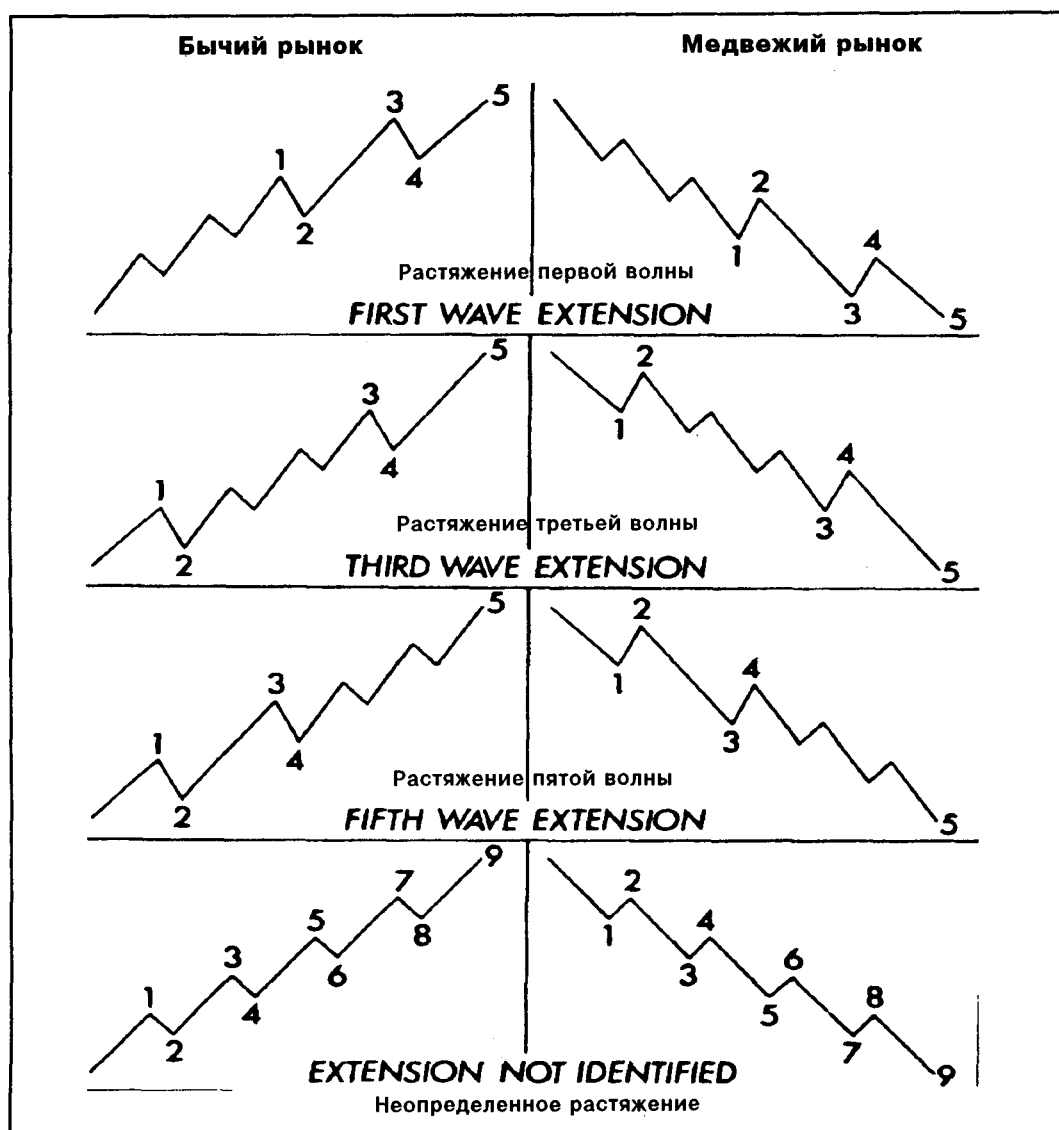 Бычий рынок
Медвежий рынок
1 2 3 4 5
1 2 3 4 5
Растяжение первой волны
FIRST WAVE EXTENSION
1 2 3 4 5
1 2 3 4 5
Растяжение третьей волны
THIRD WAVE EXTENSION
1 2 3 4 5
1 2 3 4 5
Растяжение пятой волны
FIFTH WAVE EXTENSION
1 2 3 4 5 6 7 8 9
1 2 3 4 5 6 7 8 9
EXTENSION NOT IDENTIFIED
Неопределенное растяжение